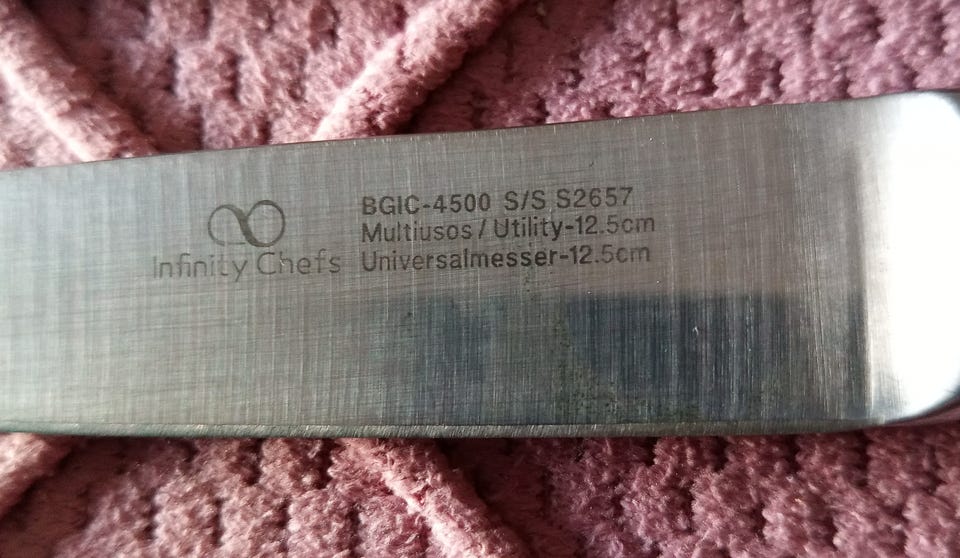 BGIC-4500 S/S S2657
Multiusos / Utility-12.5cm
Infinity Chefs
Universalmesser-12.5cm